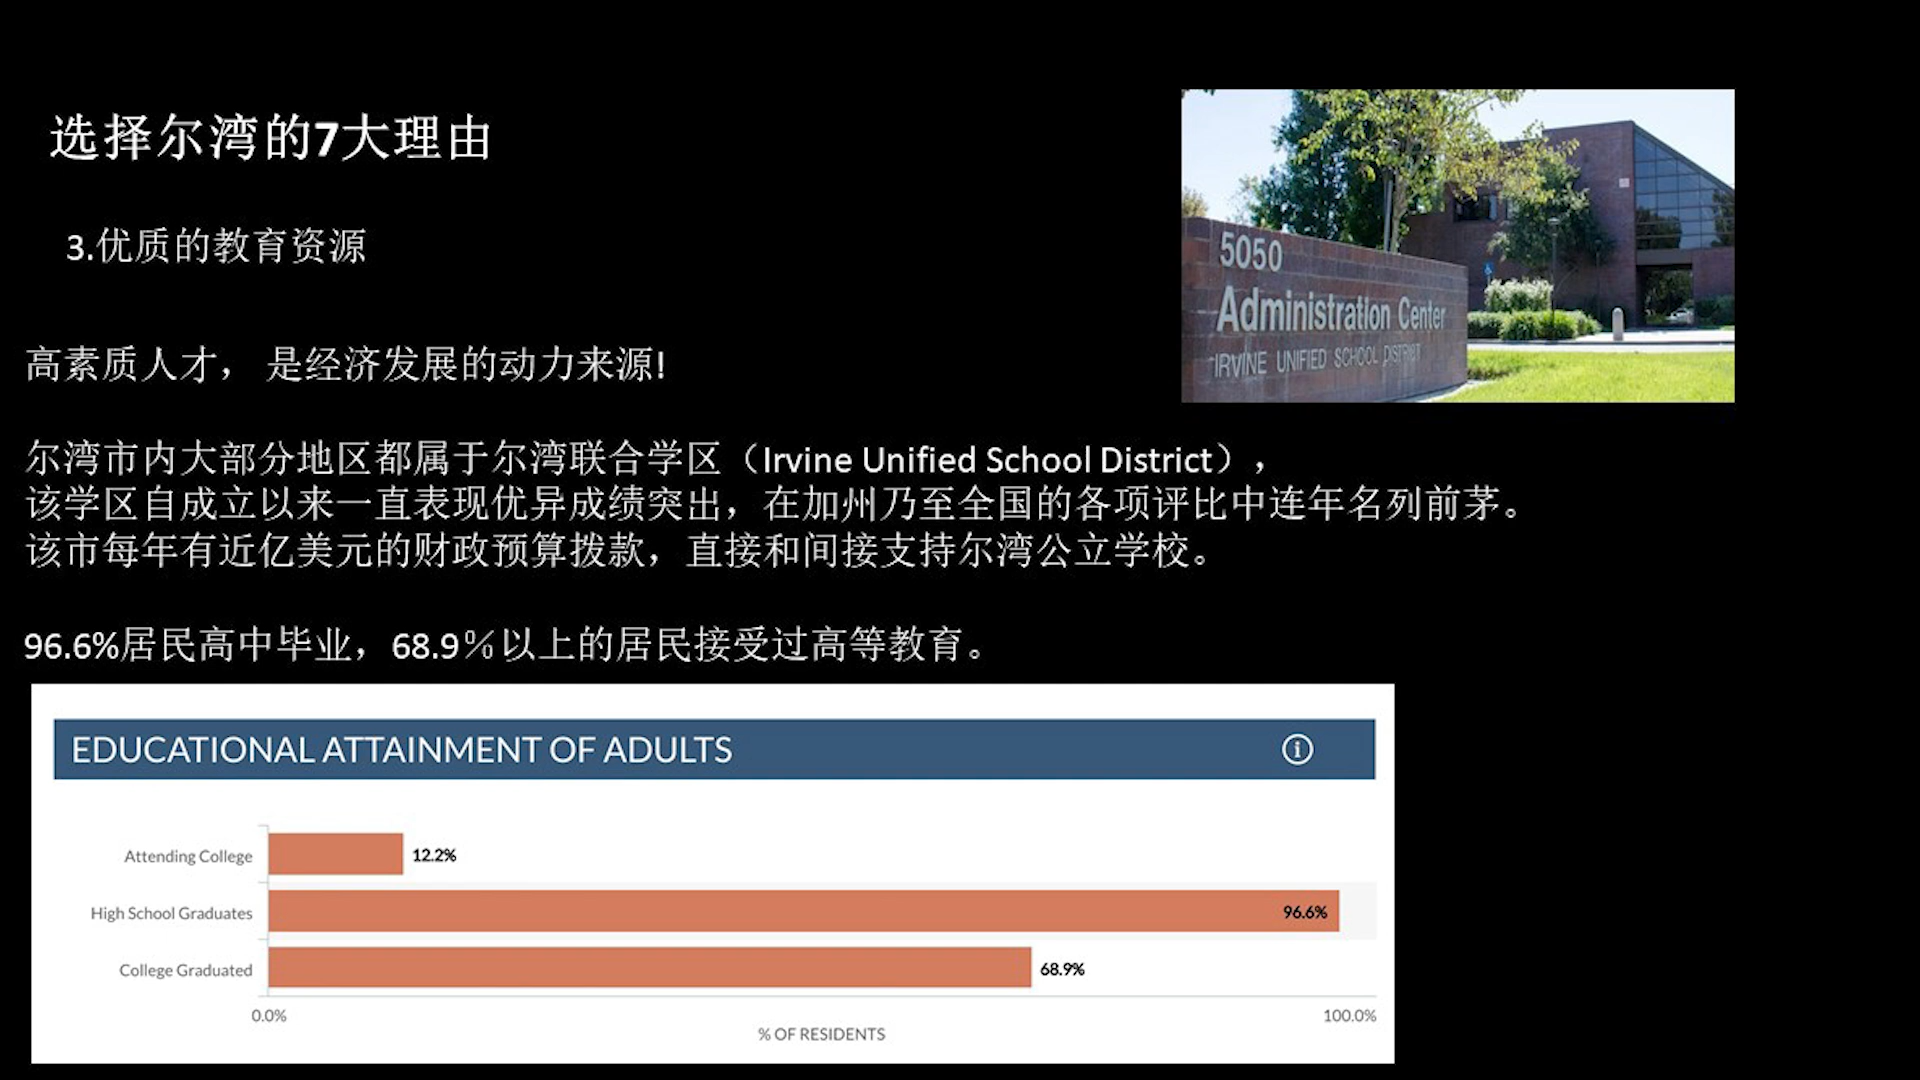 选择尔湾的7大理由
3.优质的教育资源
5050
Administration Center
IRVINE UNIFIED SCHOOL DISTRICT
高素质人才， 是经济发展的动力来源!
尔湾市内大部分地区都属于尔湾联合学区（Irvine Unified School District），
该学区自成立以来一直表现优异成绩突出，在加州乃至全国的各项评比中连年名列前茅。
该市每年有近亿美元的财政预算拨款，直接和间接支持尔湾公立学校。
96.6%居民高中毕业，68.9％以上的居民接受过高等教育。
EDUCATIONAL ATTAINMENT OF ADULTS
Attending College 12.2%
High School Graduates 96.6%
College Graduated 68.9%
0.0% 100.0%
% OF RESIDENTS